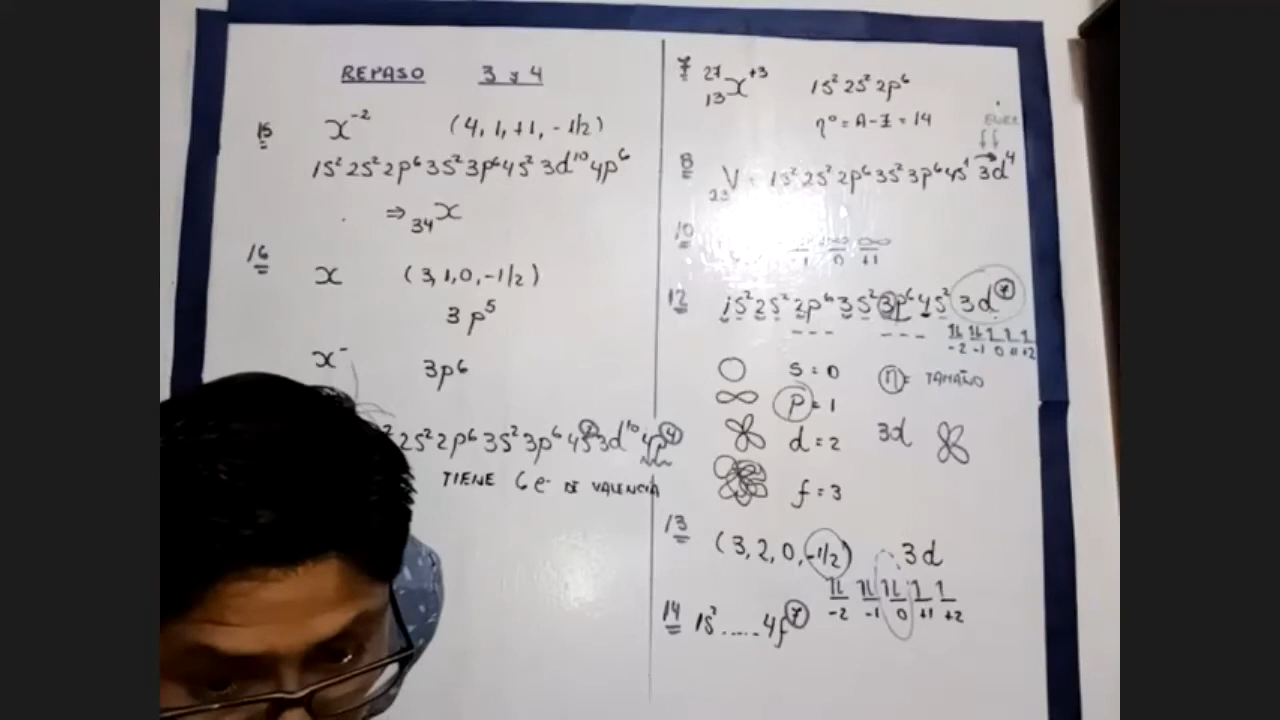 REPASO 3 y 4
15 x⁻² (4, 1, +1, -1/2)
1s² 2s² 2p⁶ 3s² 3p⁶ 4s² 3d¹⁰ 4p⁶
⇒ ₃₄x
16 x (3, 1, 0, -1/2)
3p⁵
x⁻ 3p⁶
² 2s² 2p⁶ 3s² 3p⁶ 4s² 3d¹⁰ 4p⁴
TIENE 6 e⁻ DE VALENCIA
7 ²⁷₁₃x⁺³ 1s² 2s² 2p⁶
η° = A - Z = 14
8 ₂₃V = 1s² 2s² 2p⁶ 3s² 3p⁶ 4s¹ 3d⁴
10
0 +1
12 1s² 2s² 2p⁶ 3s² 3p⁶ 4s² 3d⁷
-2 -1 0 +1 +2
s = 0 η = TAMAÑO
p = 1
d = 2 3d
f = 3
13 (3, 2, 0, -1/2) 3d
-2 -1 0 +1 +2
14 1s² ..... 4p⁷